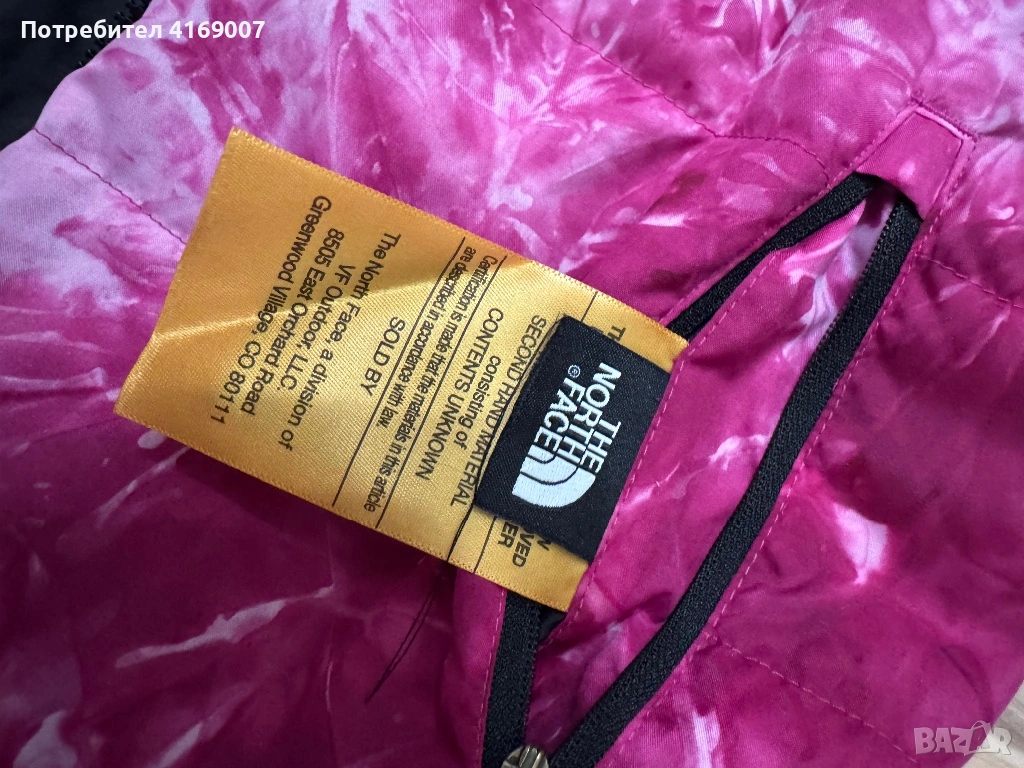 Потребител 4169007
THE
NORTH
FACE®
SECOND HAND MATERIAL
consisting of
CONTENTS UNKNOWN
Certification is made that the materials in this article
are described in accordance with law.
SOLD BY
The North Face, a division of
VF Outdoor, LLC
8505 East Orchard Road
Greenwood Village, CO 80111
BAZAR